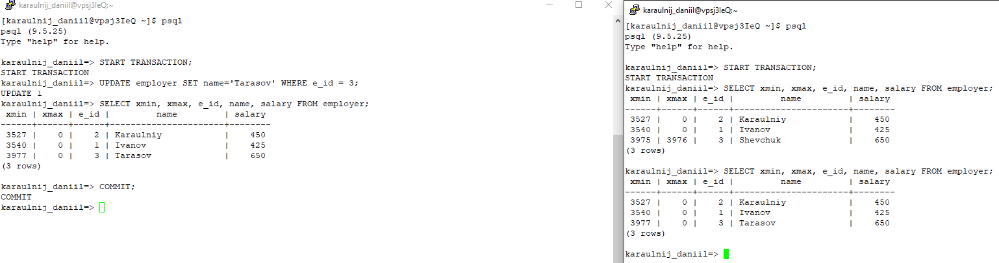 karaulnij_daniil@vpsj3IeQ:~
[karaulnij_daniil@vpsj3IeQ ~]$ psql
psql (9.5.25)
Type "help" for help.
karaulnij_daniil=> START TRANSACTION;
START TRANSACTION
karaulnij_daniil=> UPDATE employer SET name='Tarasov' WHERE e_id = 3;
UPDATE 1
karaulnij_daniil=> SELECT xmin, xmax, e_id, name, salary FROM employer;
 xmin | xmax | e_id |         name         | salary
------+------+------+----------------------+--------
 3527 |    0 |    2 | Karaulniy            |    450
 3540 |    0 |    1 | Ivanov               |    425
 3977 |    0 |    3 | Tarasov              |    650
(3 rows)
karaulnij_daniil=> COMMIT;
COMMIT
karaulnij_daniil=>
karaulnij_daniil@vpsj3IeQ:~
[karaulnij_daniil@vpsj3IeQ ~]$ psql
psql (9.5.25)
Type "help" for help.
karaulnij_daniil=> START TRANSACTION;
START TRANSACTION
karaulnij_daniil=> SELECT xmin, xmax, e_id, name, salary FROM employer;
 xmin | xmax | e_id |         name         | salary
------+------+------+----------------------+--------
 3527 |    0 |    2 | Karaulniy            |    450
 3540 |    0 |    1 | Ivanov               |    425
 3975 | 3976 |    3 | Shevchuk             |    650
(3 rows)
karaulnij_daniil=> SELECT xmin, xmax, e_id, name, salary FROM employer;
 xmin | xmax | e_id |         name         | salary
------+------+------+----------------------+--------
 3527 |    0 |    2 | Karaulniy            |    450
 3540 |    0 |    1 | Ivanov               |    425
 3977 |    0 |    3 | Tarasov              |    650
(3 rows)
karaulnij_daniil=>